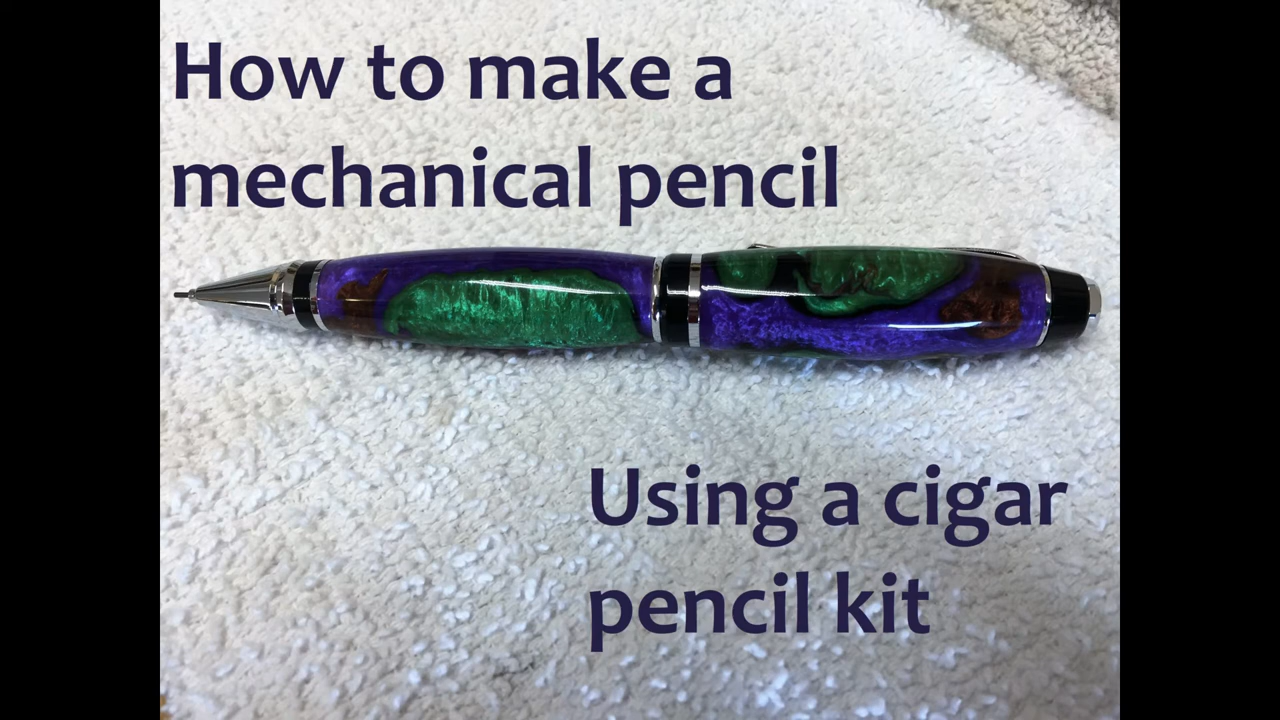 How to make a
mechanical pencil
Using a cigar
pencil kit